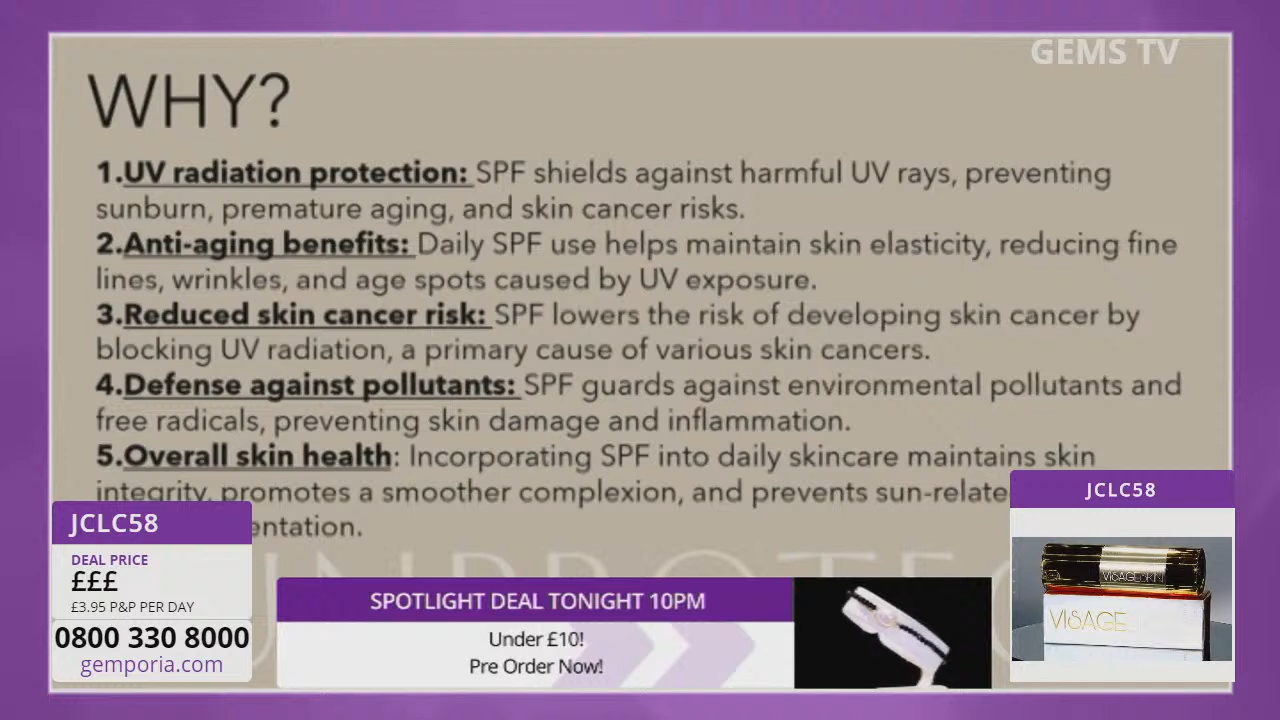 GEMS TV
WHY?
1.UV radiation protection: SPF shields against harmful UV rays, preventing
sunburn, premature aging, and skin cancer risks.
2.Anti-aging benefits: Daily SPF use helps maintain skin elasticity, reducing fine
lines, wrinkles, and age spots caused by UV exposure.
3.Reduced skin cancer risk: SPF lowers the risk of developing skin cancer by
blocking UV radiation, a primary cause of various skin cancers.
4.Defense against pollutants: SPF guards against environmental pollutants and
free radicals, preventing skin damage and inflammation.
5.Overall skin health: Incorporating SPF into daily skincare maintains skin
integrity, promotes a smoother complexion, and prevents sun-relate
entation.
JCLC58
DEAL PRICE
£££
£3.95 P&P PER DAY
0800 330 8000
gemporia.com
SPOTLIGHT DEAL TONIGHT 10PM
Under £10!
Pre Order Now!
JCLC58
VISAGE
VISAGE